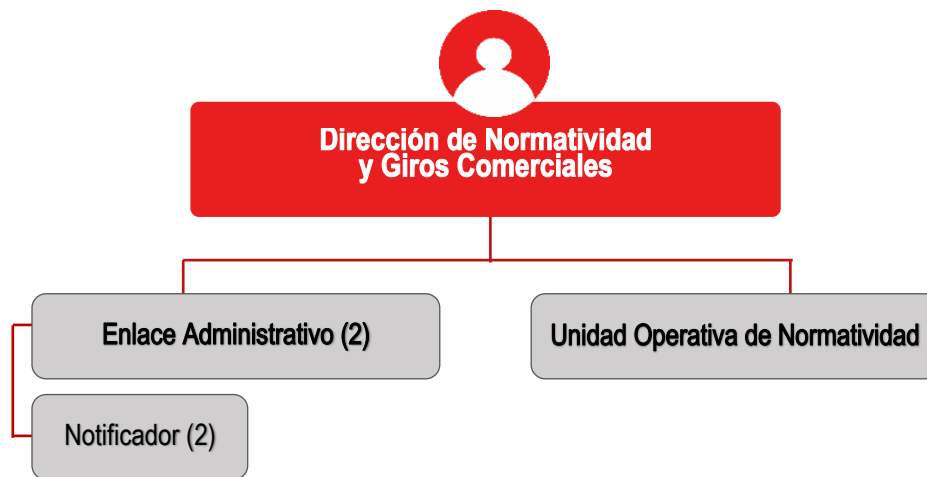 Dirección de Normatividad
y Giros Comerciales
Enlace Administrativo (2)
Unidad Operativa de Normatividad
Notificador (2)